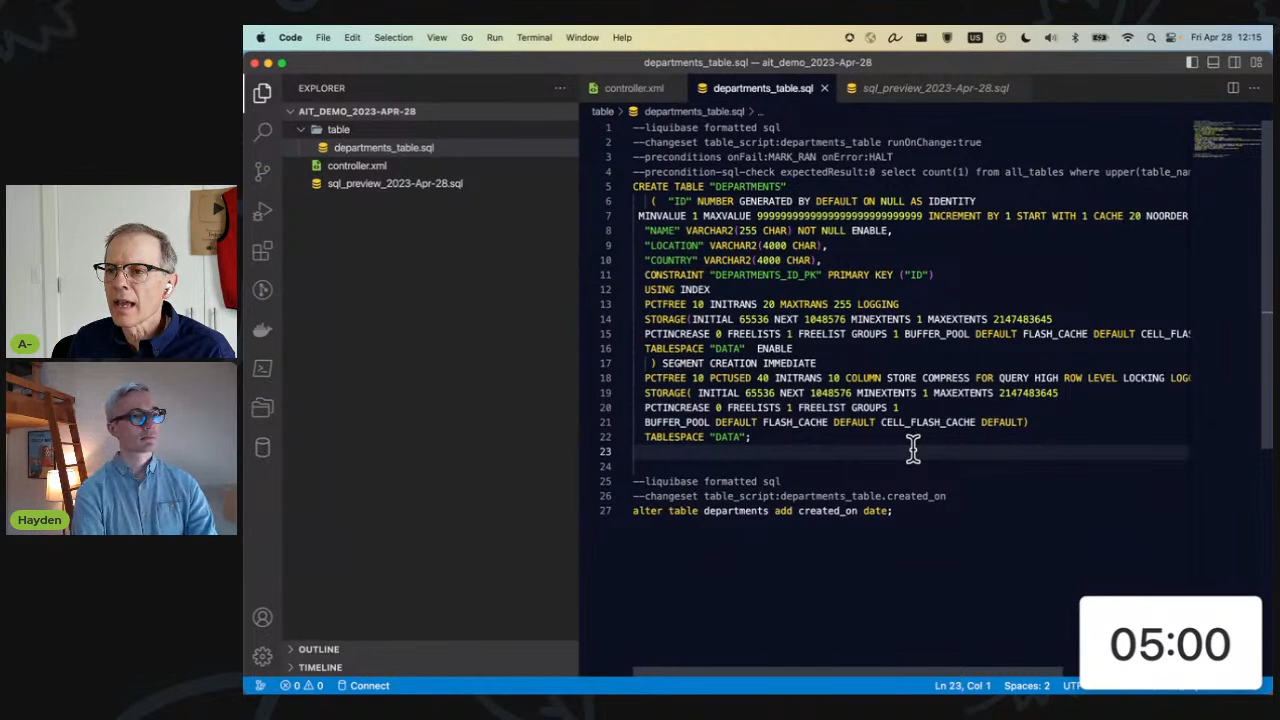 Code File Edit Selection View Go Run Terminal Window Help
US
Fri Apr 28 12:15
departments_table.sql — ait_demo_2023-Apr-28
EXPLORER
controller.xml
departments_table.sql
sql_preview_2023-Apr-28.sql
AIT_DEMO_2023-APR-28
table
departments_table.sql
controller.xml
sql_preview_2023-Apr-28.sql
table > departments_table.sql > ...
1 --liquibase formatted sql
2 --changeset table_script:departments_table runOnChange:true
3 --preconditions onFail:MARK_RAN onError:HALT
4 --precondition-sql-check expectedResult:0 select count(1) from all_tables where upper(table_na
5 CREATE TABLE "DEPARTMENTS"
6 ( "ID" NUMBER GENERATED BY DEFAULT ON NULL AS IDENTITY
7 MINVALUE 1 MAXVALUE 9999999999999999999999999999 INCREMENT BY 1 START WITH 1 CACHE 20 NOORDER
8 "NAME" VARCHAR2(255 CHAR) NOT NULL ENABLE,
9 "LOCATION" VARCHAR2(4000 CHAR),
10 "COUNTRY" VARCHAR2(4000 CHAR),
11 CONSTRAINT "DEPARTMENTS_ID_PK" PRIMARY KEY ("ID")
12 USING INDEX
13 PCTFREE 10 INITRANS 20 MAXTRANS 255 LOGGING
14 STORAGE(INITIAL 65536 NEXT 1048576 MINEXTENTS 1 MAXEXTENTS 2147483645
15 PCTINCREASE 0 FREELISTS 1 FREELIST GROUPS 1 BUFFER_POOL DEFAULT FLASH_CACHE DEFAULT CELL_FLAS
16 TABLESPACE "DATA" ENABLE
17 ) SEGMENT CREATION IMMEDIATE
18 PCTFREE 10 PCTUSED 40 INITRANS 10 COLUMN STORE COMPRESS FOR QUERY HIGH ROW LEVEL LOCKING LOGG
19 STORAGE( INITIAL 65536 NEXT 1048576 MINEXTENTS 1 MAXEXTENTS 2147483645
20 PCTINCREASE 0 FREELISTS 1 FREELIST GROUPS 1
21 BUFFER_POOL DEFAULT FLASH_CACHE DEFAULT CELL_FLASH_CACHE DEFAULT)
22 TABLESPACE "DATA";
23
24
25 --liquibase formatted sql
26 --changeset table_script:departments_table.created_on
27 alter table departments add created_on date;
A-
Hayden
OUTLINE
TIMELINE
05:00
0 0 Connect
Ln 23, Col 1 Spaces: 2 UTF